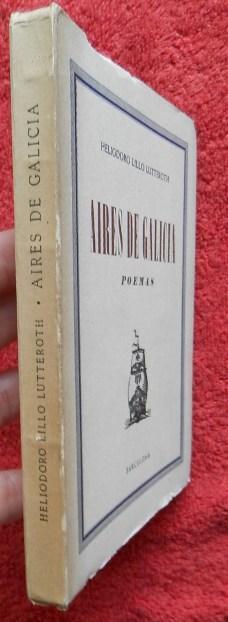 HELIODORO LILLO LUTTEROTH · AIRES DE GALICIA
HELIODORO LILLO LUTTEROTH
AIRES DE GALICIA
POEMAS
BARCELONA